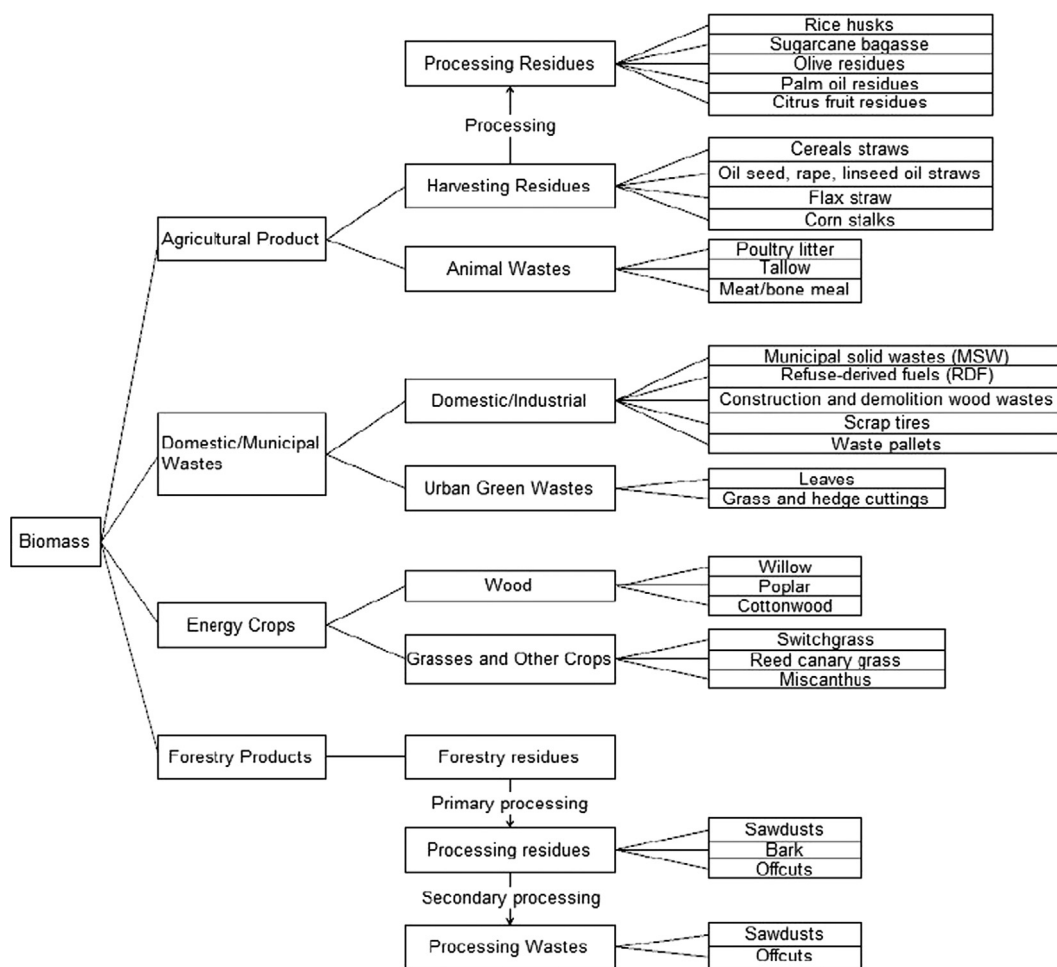 Rice husks
Sugarcane bagasse
Processing Residues
Olive residues
Palm oil residues
Citrus fruit residues
Processing
Cereals straws
Oil seed, rape, linseed oil straws
Harvesting Residues
Flax straw
Corn stalks
Agricultural Product
Poultry litter
Animal Wastes
Tallow
Meat/bone meal
Municipal solid wastes (MSW)
Refuse-derived fuels (RDF)
Domestic/Industrial
Construction and demolition wood wastes
Scrap tires
Waste pallets
Domestic/Municipal
Wastes
Urban Green Wastes
Leaves
Grass and hedge cuttings
Biomass
Willow
Wood
Poplar
Cottonwood
Energy Crops
Switchgrass
Grasses and Other Crops
Reed canary grass
Miscanthus
Forestry Products
Forestry residues
Primary processing
Sawdusts
Processing residues
Bark
Offcuts
Secondary processing
Sawdusts
Processing Wastes
Offcuts